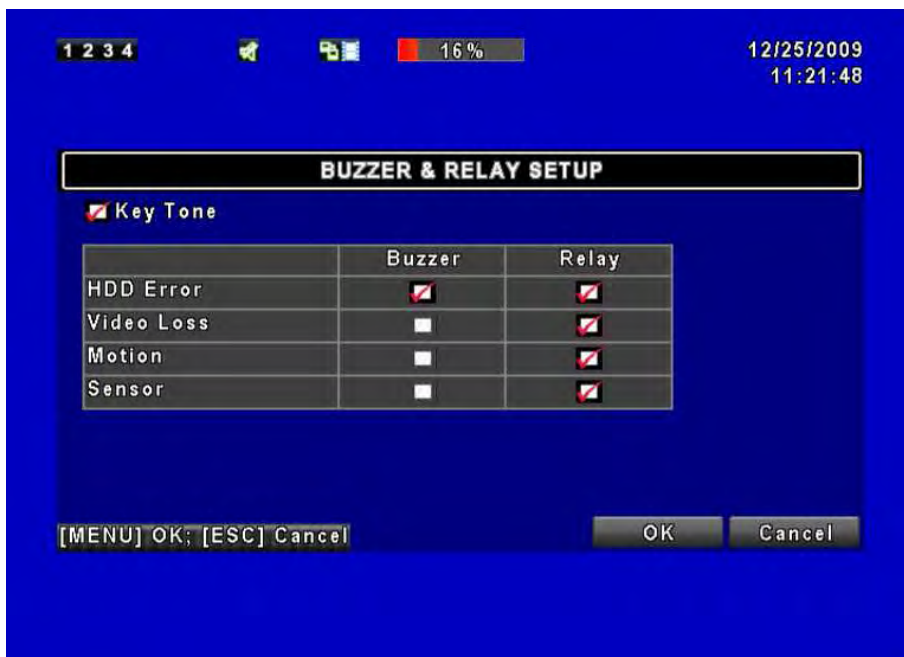 1 2 3 4 16% 12/25/2009
11:21:48
BUZZER & RELAY SETUP
Key Tone
Buzzer Relay
HDD Error
Video Loss
Motion
Sensor
[MENU] OK; [ESC] Cancel OK Cancel